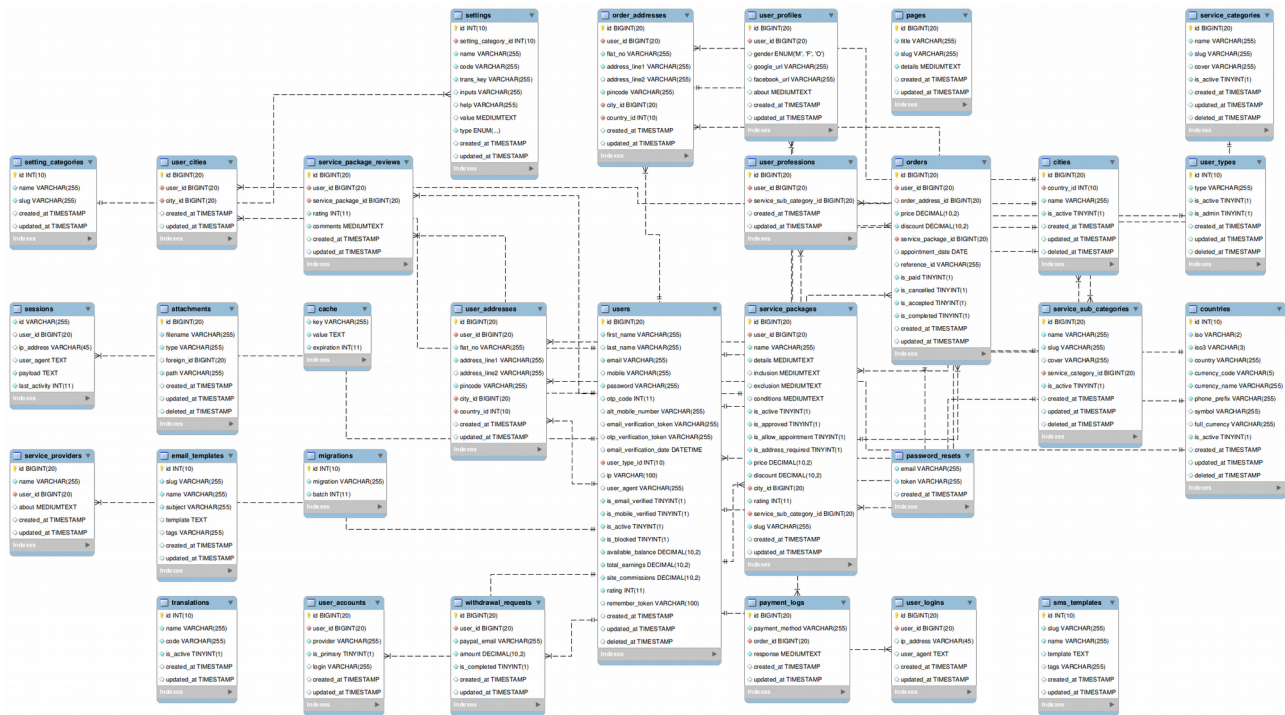 settings
id INT(10)
setting_category_id INT(10)
name VARCHAR(255)
code VARCHAR(255)
trans_key VARCHAR(255)
inputs VARCHAR(255)
help VARCHAR(255)
value MEDIUMTEXT
type ENUM(...)
created_at TIMESTAMP
updated_at TIMESTAMP
Indexes
order_addresses
id BIGINT(20)
user_id BIGINT(20)
flat_no VARCHAR(255)
address_line1 VARCHAR(255)
address_line2 VARCHAR(255)
pincode VARCHAR(255)
city_id BIGINT(20)
country_id INT(10)
created_at TIMESTAMP
updated_at TIMESTAMP
Indexes
user_profiles
id BIGINT(20)
user_id BIGINT(20)
gender ENUM('M', 'F', 'O')
google_url VARCHAR(255)
facebook_url VARCHAR(255)
about MEDIUMTEXT
created_at TIMESTAMP
updated_at TIMESTAMP
Indexes
pages
id BIGINT(20)
title VARCHAR(255)
slug VARCHAR(255)
details MEDIUMTEXT
created_at TIMESTAMP
updated_at TIMESTAMP
Indexes
service_categories
id BIGINT(20)
name VARCHAR(255)
slug VARCHAR(255)
cover VARCHAR(255)
is_active TINYINT(1)
created_at TIMESTAMP
updated_at TIMESTAMP
deleted_at TIMESTAMP
Indexes
setting_categories
id INT(10)
name VARCHAR(255)
slug VARCHAR(255)
created_at TIMESTAMP
updated_at TIMESTAMP
Indexes
user_cities
id BIGINT(20)
user_id BIGINT(20)
city_id BIGINT(20)
created_at TIMESTAMP
updated_at TIMESTAMP
Indexes
service_package_reviews
id BIGINT(20)
user_id BIGINT(20)
service_package_id BIGINT(20)
rating INT(11)
comments MEDIUMTEXT
created_at TIMESTAMP
updated_at TIMESTAMP
Indexes
user_professions
id BIGINT(20)
user_id BIGINT(20)
service_sub_category_id BIGINT(20)
created_at TIMESTAMP
updated_at TIMESTAMP
Indexes
orders
id BIGINT(20)
user_id BIGINT(20)
order_address_id BIGINT(20)
price DECIMAL(10,2)
discount DECIMAL(10,2)
service_package_id BIGINT(20)
appointment_date DATE
reference_id VARCHAR(255)
is_paid TINYINT(1)
is_cancelled TINYINT(1)
is_accepted TINYINT(1)
is_completed TINYINT(1)
created_at TIMESTAMP
updated_at TIMESTAMP
Indexes
cities
id BIGINT(20)
country_id INT(10)
name VARCHAR(255)
is_active TINYINT(1)
created_at TIMESTAMP
updated_at TIMESTAMP
deleted_at TIMESTAMP
Indexes
user_types
id INT(10)
type VARCHAR(255)
is_active TINYINT(1)
is_admin TINYINT(1)
created_at TIMESTAMP
updated_at TIMESTAMP
deleted_at TIMESTAMP
Indexes
sessions
id VARCHAR(255)
user_id BIGINT(20)
ip_address VARCHAR(45)
user_agent TEXT
payload TEXT
last_activity INT(11)
Indexes
attachments
id BIGINT(20)
filename VARCHAR(255)
type VARCHAR(255)
foreign_id BIGINT(20)
path VARCHAR(255)
created_at TIMESTAMP
updated_at TIMESTAMP
deleted_at TIMESTAMP
Indexes
cache
key VARCHAR(255)
value TEXT
expiration INT(11)
Indexes
user_addresses
id BIGINT(20)
user_id BIGINT(20)
flat_no VARCHAR(255)
address_line1 VARCHAR(255)
address_line2 VARCHAR(255)
pincode VARCHAR(255)
city_id BIGINT(20)
country_id INT(10)
created_at TIMESTAMP
updated_at TIMESTAMP
Indexes
users
id BIGINT(20)
first_name VARCHAR(255)
last_name VARCHAR(255)
email VARCHAR(255)
mobile VARCHAR(255)
password VARCHAR(255)
otp_code INT(11)
alt_mobile_number VARCHAR(255)
email_verification_token VARCHAR(255)
otp_verification_token VARCHAR(255)
email_verification_date DATETIME
user_type_id INT(10)
ip VARCHAR(100)
user_agent VARCHAR(255)
is_email_verified TINYINT(1)
is_mobile_verified TINYINT(1)
is_active TINYINT(1)
is_blocked TINYINT(1)
available_balance DECIMAL(10,2)
total_earnings DECIMAL(10,2)
site_commissions DECIMAL(10,2)
rating INT(11)
remember_token VARCHAR(100)
created_at TIMESTAMP
updated_at TIMESTAMP
deleted_at TIMESTAMP
Indexes
service_packages
id BIGINT(20)
user_id BIGINT(20)
name VARCHAR(255)
details MEDIUMTEXT
inclusion MEDIUMTEXT
exclusion MEDIUMTEXT
conditions MEDIUMTEXT
is_active TINYINT(1)
is_approved TINYINT(1)
is_allow_appointment TINYINT(1)
is_address_required TINYINT(1)
price DECIMAL(10,2)
discount DECIMAL(10,2)
city_id BIGINT(20)
rating INT(11)
service_sub_category_id BIGINT(20)
slug VARCHAR(255)
created_at TIMESTAMP
updated_at TIMESTAMP
Indexes
service_sub_categories
id BIGINT(20)
name VARCHAR(255)
slug VARCHAR(255)
cover VARCHAR(255)
service_category_id BIGINT(20)
is_active TINYINT(1)
created_at TIMESTAMP
updated_at TIMESTAMP
deleted_at TIMESTAMP
Indexes
countries
id INT(10)
iso VARCHAR(2)
iso3 VARCHAR(3)
country VARCHAR(255)
currency_code VARCHAR(5)
currency_name VARCHAR(255)
phone_prefix VARCHAR(255)
symbol VARCHAR(255)
full_currency VARCHAR(255)
is_active TINYINT(1)
created_at TIMESTAMP
updated_at TIMESTAMP
deleted_at TIMESTAMP
Indexes
service_providers
id BIGINT(20)
name VARCHAR(255)
user_id BIGINT(20)
about MEDIUMTEXT
created_at TIMESTAMP
updated_at TIMESTAMP
Indexes
email_templates
id INT(10)
slug VARCHAR(255)
name VARCHAR(255)
subject VARCHAR(255)
template TEXT
tags VARCHAR(255)
created_at TIMESTAMP
updated_at TIMESTAMP
Indexes
migrations
id INT(10)
migration VARCHAR(255)
batch INT(11)
Indexes
password_resets
email VARCHAR(255)
token VARCHAR(255)
created_at TIMESTAMP
Indexes
translations
id INT(10)
name VARCHAR(255)
code VARCHAR(255)
is_active TINYINT(1)
created_at TIMESTAMP
updated_at TIMESTAMP
Indexes
user_accounts
id BIGINT(20)
user_id BIGINT(20)
provider VARCHAR(255)
is_primary TINYINT(1)
login VARCHAR(255)
created_at TIMESTAMP
updated_at TIMESTAMP
Indexes
withdrawal_requests
id BIGINT(20)
user_id BIGINT(20)
paypal_email VARCHAR(255)
amount DECIMAL(10,2)
is_completed TINYINT(1)
created_at TIMESTAMP
updated_at TIMESTAMP
Indexes
payment_logs
id BIGINT(20)
payment_method VARCHAR(255)
order_id BIGINT(20)
response MEDIUMTEXT
created_at TIMESTAMP
updated_at TIMESTAMP
Indexes
user_logins
id BIGINT(20)
user_id BIGINT(20)
ip_address VARCHAR(45)
user_agent TEXT
created_at TIMESTAMP
updated_at TIMESTAMP
Indexes
sms_templates
id INT(10)
slug VARCHAR(255)
name VARCHAR(255)
template TEXT
tags VARCHAR(255)
created_at TIMESTAMP
updated_at TIMESTAMP
Indexes